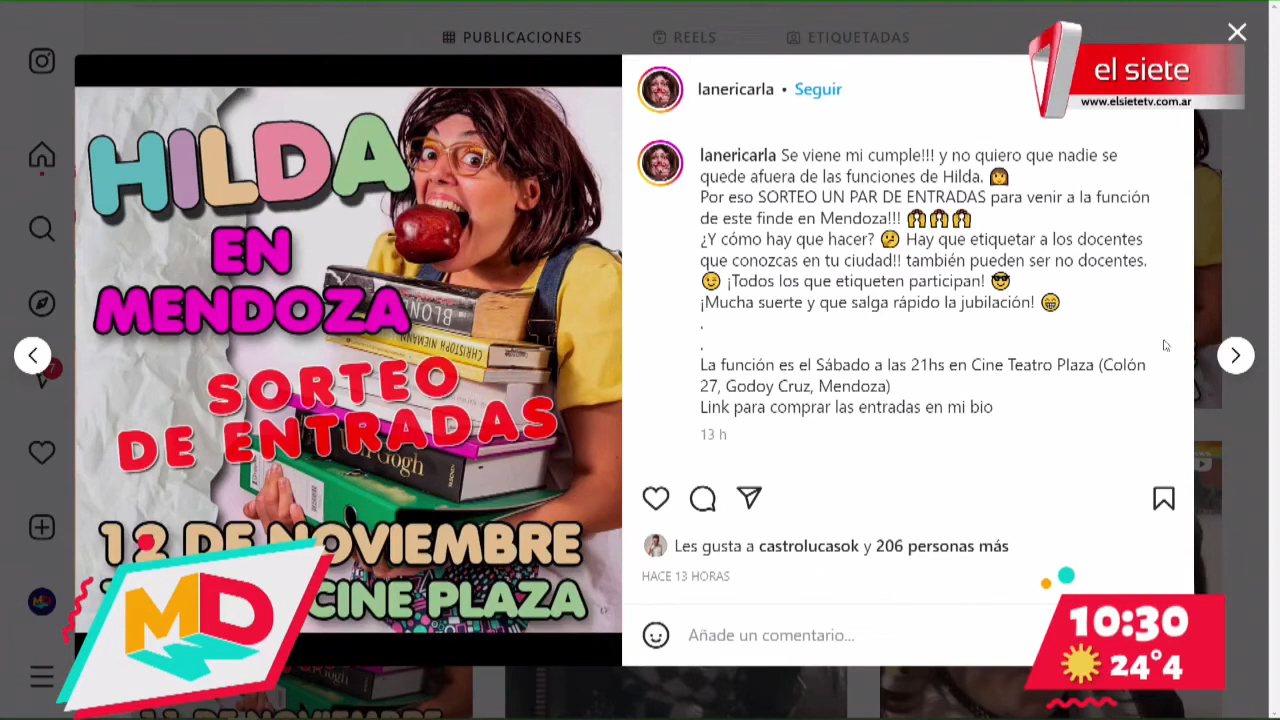 PUBLICACIONES
REELS
ETIQUETADAS
el siete
www.elsietetv.com.ar
HILDA
EN
MENDOZA
SORTEO
DE ENTRADAS
BLOND
CHRISTOPH NIEMANN
Gogh
12 DE NOVIEMBRE
CINE PLAZA
lanericarla • Seguir
lanericarla Se viene mi cumple!!! y no quiero que nadie se
quede afuera de las funciones de Hilda. 🙍‍♀️
Por eso SORTEO UN PAR DE ENTRADAS para venir a la función
de este finde en Mendoza!!!
¿Y cómo hay que hacer? 🫤 Hay que etiquetar a los docentes
que conozcas en tu ciudad!! también pueden ser no docentes.
😉 ¡Todos los que etiqueten participan! 😎
¡Mucha suerte y que salga rápido la jubilación! 😁
.
.
La función es el Sábado a las 21hs en Cine Teatro Plaza (Colón
27, Godoy Cruz, Mendoza)
Link para comprar las entradas en mi bio
13 h
Les gusta a castrolucasok y 206 personas más
HACE 13 HORAS
Añade un comentario...
7
MD
10:30
24°4